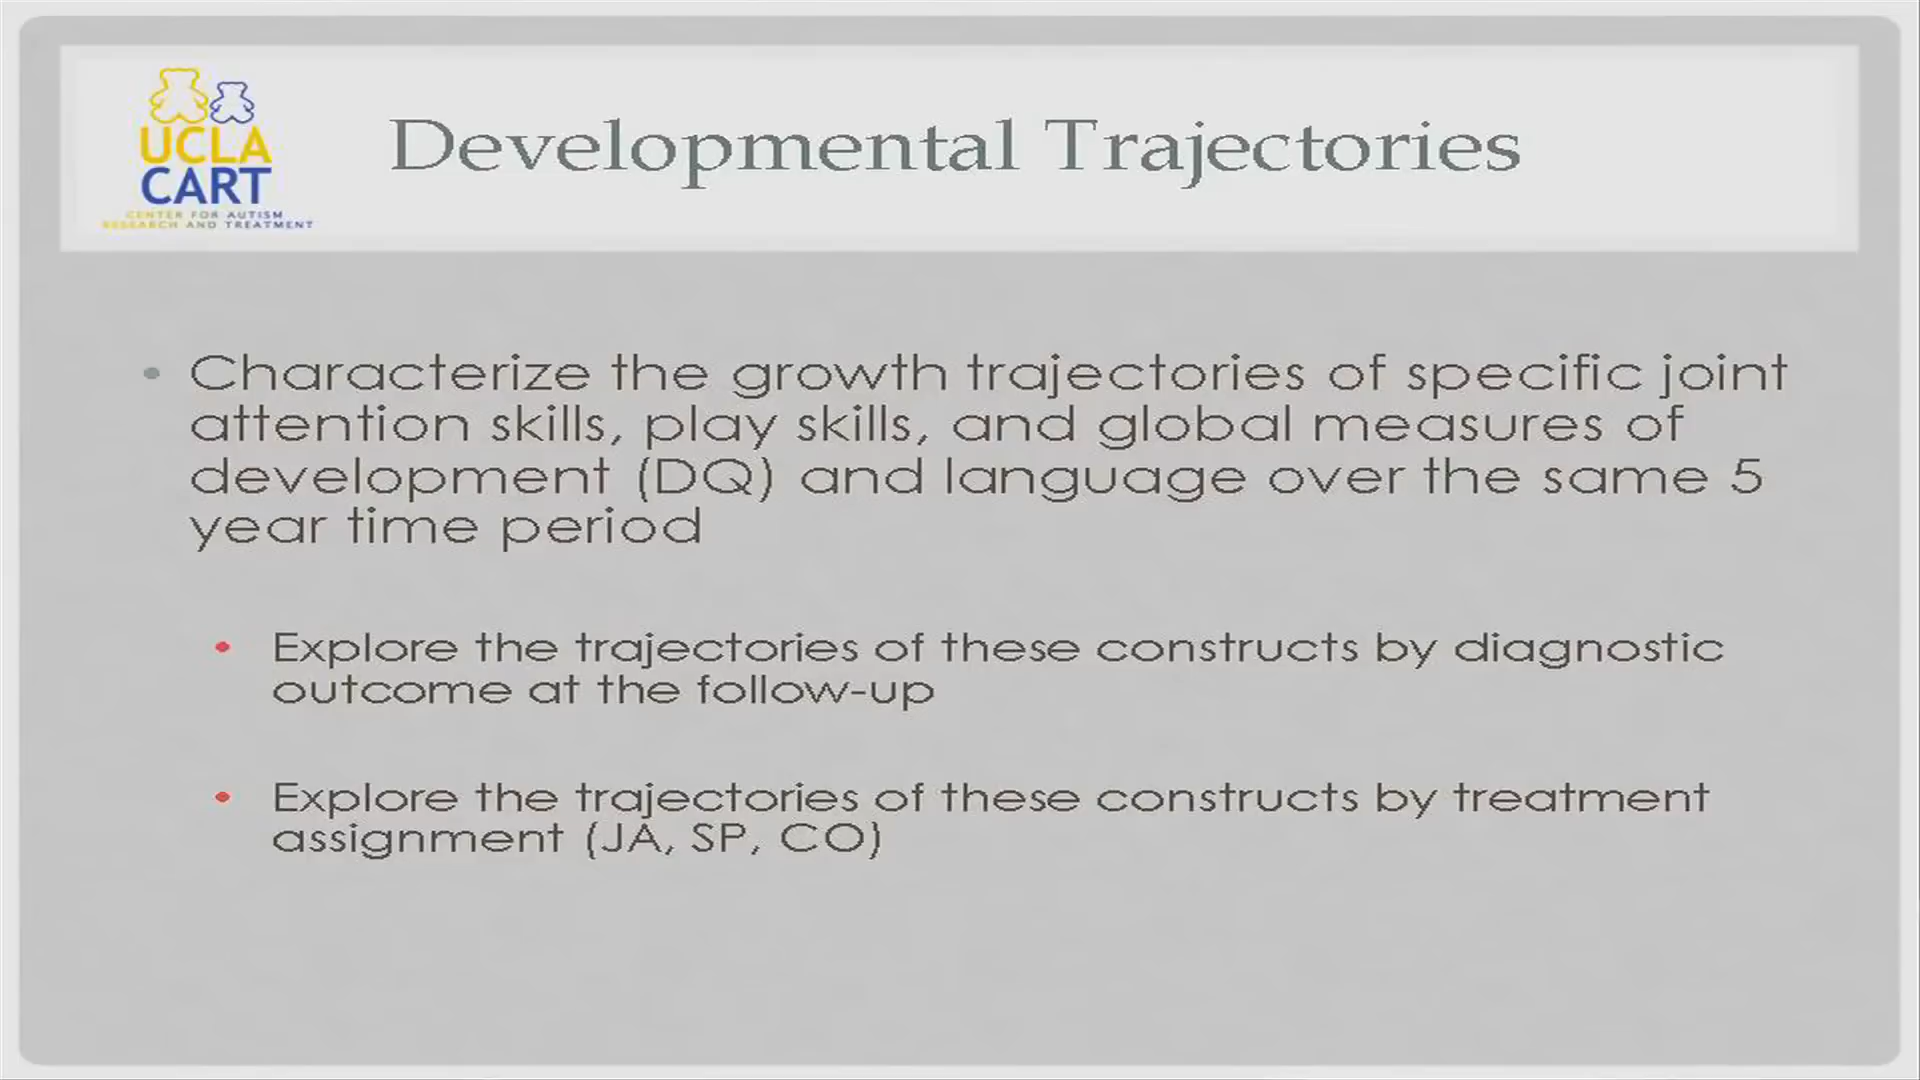 UCLA
CART
CENTER FOR AUTISM
RESEARCH AND TREATMENT
Developmental Trajectories
• Characterize the growth trajectories of specific joint
attention skills, play skills, and global measures of
development (DQ) and language over the same 5
year time period
• Explore the trajectories of these constructs by diagnostic
outcome at the follow-up
• Explore the trajectories of these constructs by treatment
assignment (JA, SP, CO)